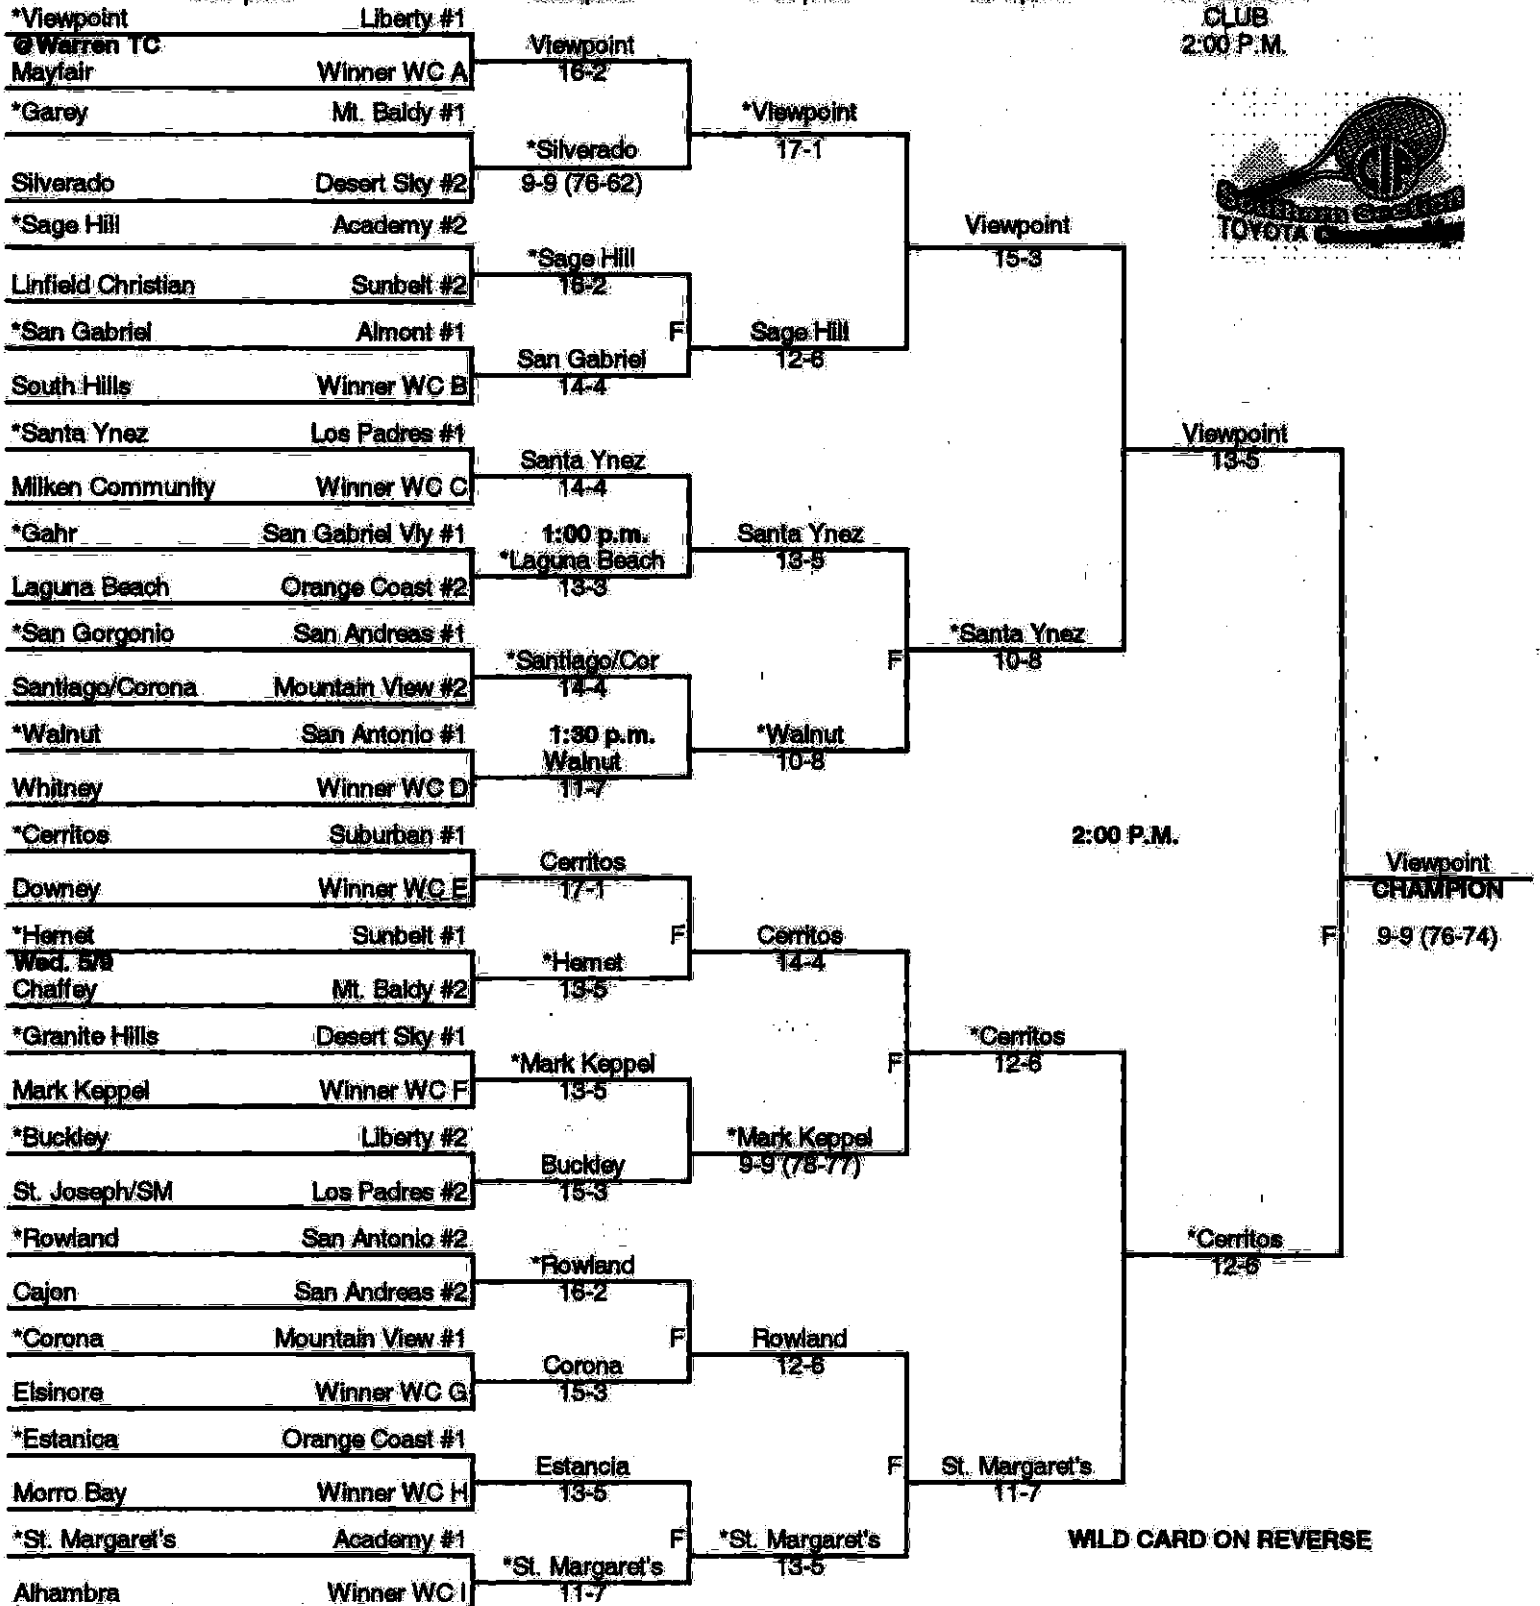 *Viewpoint Liberty #1
@Warren TC
Mayfair Winner WC A
*Garey Mt. Baldy #1
Silverado Desert Sky #2
*Sage Hill Academy #2
Linfield Christian Sunbelt #2
*San Gabriel Almont #1
South Hills Winner WC B
*Santa Ynez Los Padres #1
Milken Community Winner WC C
*Gahr San Gabriel Vly #1
Laguna Beach Orange Coast #2
*San Gorgonio San Andreas #1
Santiago/Corona Mountain View #2
*Walnut San Antonio #1
Whitney Winner WC D
*Cerritos Suburban #1
Downey Winner WC E
*Hemet Sunbelt #1
Wed. 5/9
Chaffey Mt. Baldy #2
*Granite Hills Desert Sky #1
Mark Keppel Winner WC F
*Buckley Liberty #2
St. Joseph/SM Los Padres #2
*Rowland San Antonio #2
Cajon San Andreas #2
*Corona Mountain View #1
Elsinore Winner WC G
*Estanica Orange Coast #1
Morro Bay Winner WC H
*St. Margaret's Academy #1
Alhambra Winner WC I
Viewpoint
16-2
*Silverado
9-9 (76-62)
*Sage Hill
16-2
F
San Gabriel
14-4
Santa Ynez
14-4
1:00 p.m.
*Laguna Beach
13-3
*Santiago/Cor
14-4
1:30 p.m.
Walnut
11-7
Cerritos
17-1
F
*Hemet
13-5
*Mark Keppel
13-5
Buckley
15-3
*Rowland
16-2
F
Corona
15-3
Estancia
13-5
F
*St. Margaret's
11-7
*Viewpoint
17-1
Sage Hill
12-6
Santa Ynez
13-5
F
*Walnut
10-8
Cerritos
14-4
F
*Mark Keppel
9-9 (78-77)
Rowland
12-6
F
*St. Margaret's
13-5
Viewpoint
15-3
*Santa Ynez
10-8
*Cerritos
12-6
St. Margaret's
11-7
CLUB
2:00 P.M.
CIF
Southern Section
TOYOTA
Viewpoint
13-5
2:00 P.M.
*Cerritos
12-6
F
Viewpoint
CHAMPION
9-9 (76-74)
WILD CARD ON REVERSE